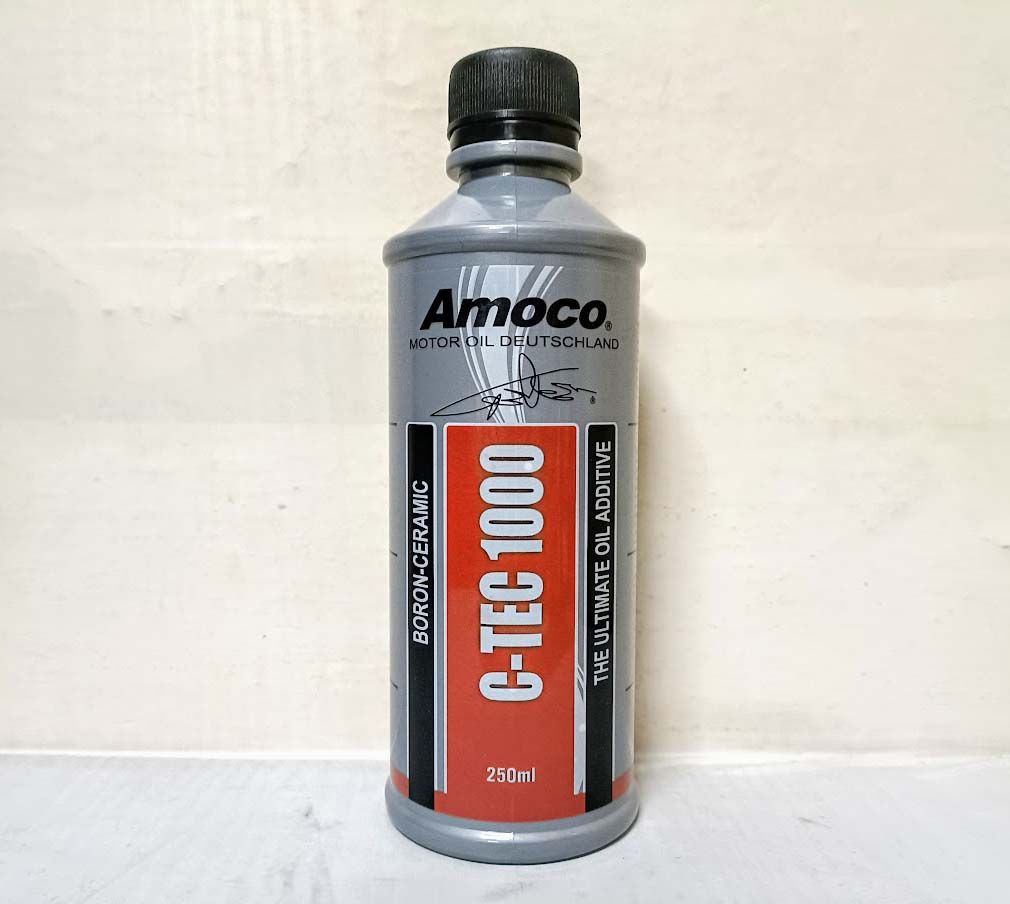 Amoco®
MOTOR OIL DEUTSCHLAND
®
BORON-CERAMIC
C-TEC 1000
THE ULTIMATE OIL ADDITIVE
250ml